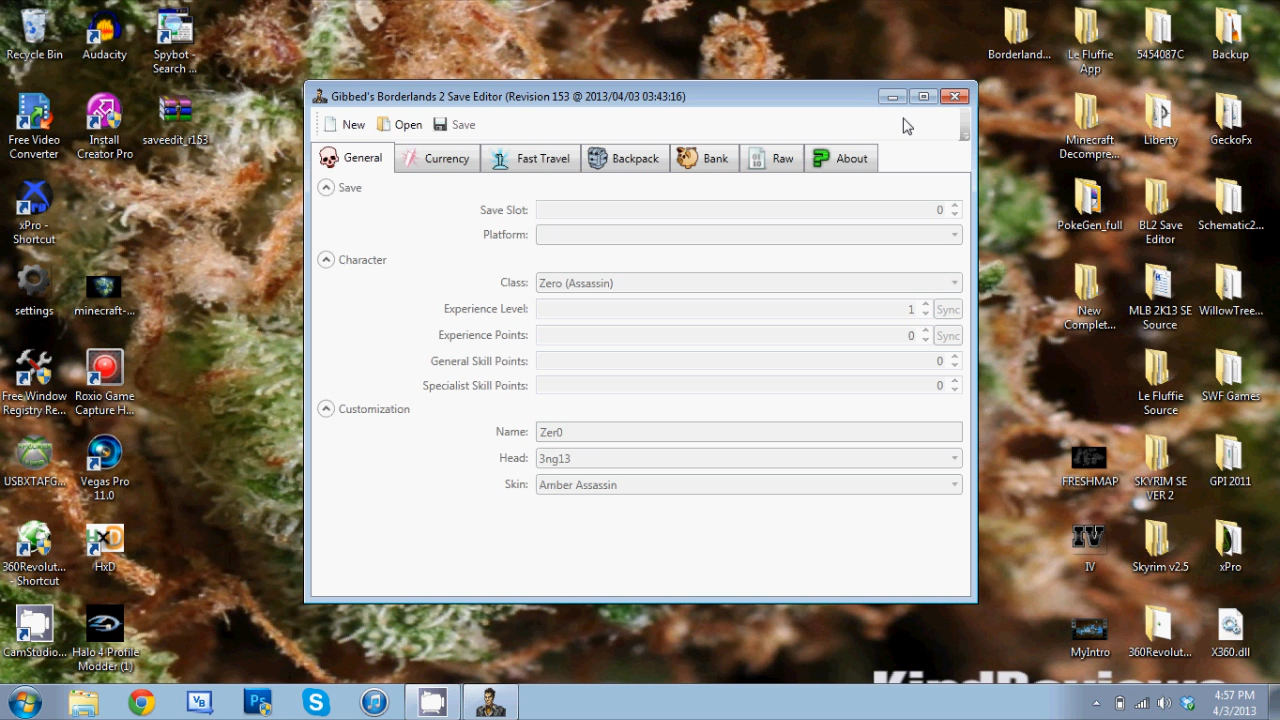 Recycle Bin
Audacity
Spybot -
Search ...
Free Video
Converter
Install
Creator Pro
saveedit_r153
xPro -
Shortcut
settings
minecraft-...
Free Window
Registry Re...
Roxio Game
Capture H...
USBXTAFG...
Vegas Pro
11.0
360Revolut...
- Shortcut
HxD
CamStudio...
Halo 4 Profile
Modder (1)
Gibbed's Borderlands 2 Save Editor (Revision 153 @ 2013/04/03 03:43:16)
New
Open
Save
General
Currency
Fast Travel
Backpack
Bank
Raw
About
Save
Save Slot:
0
Platform:
Character
Class:
Zero (Assassin)
Experience Level:
1
Sync
Experience Points:
0
Sync
General Skill Points:
0
Specialist Skill Points:
0
Customization
Name:
Zer0
Head:
3ng13
Skin:
Amber Assassin
Borderland...
Le Fluffie
App
5454087C
Backup
Minecraft
Decompre...
Liberty
GeckoFx
PokeGen_full
BL2 Save
Editor
Schematic2...
New
Complet...
MLB 2K13 SE
Source
WillowTree...
Le Fluffie
Source
SWF Games
FRESHMAP
SKYRIM SE
VER 2
GPI 2011
IV
IV
Skyrim v2.5
xPro
MyIntro
360Revolut...
X360.dll
KindReviews
VB
Ps
4:57 PM
4/3/2013